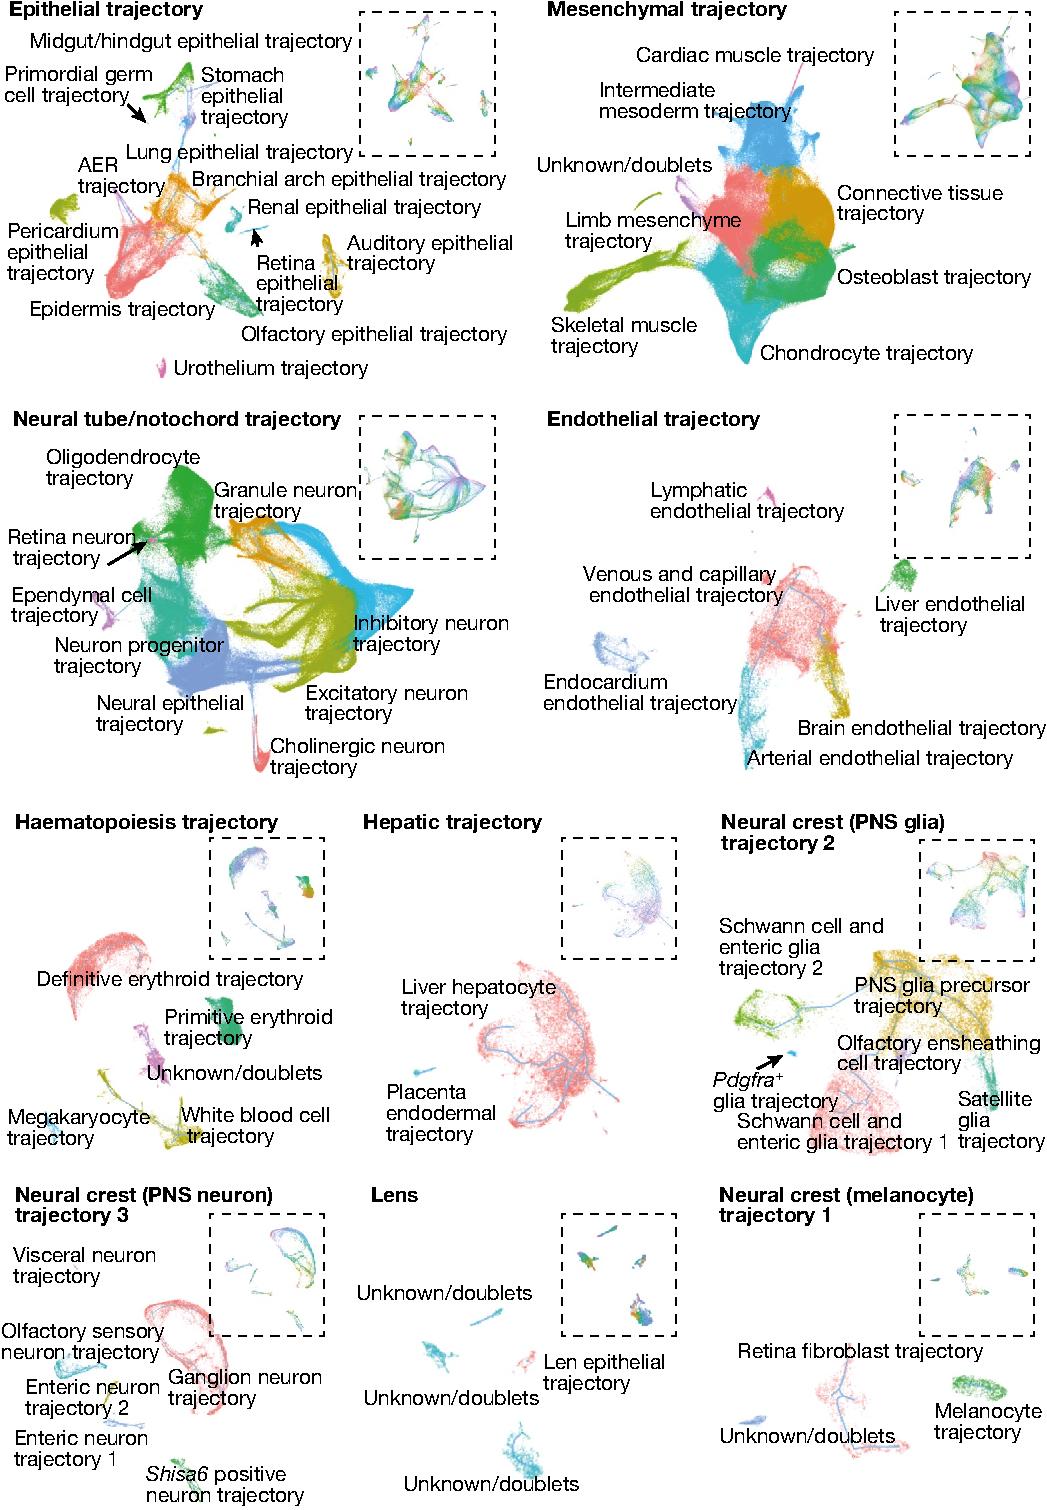 Epithelial trajectory
Midgut/hindgut epithelial trajectory
Primordial germ
cell trajectory
Stomach
epithelial
trajectory
Lung epithelial trajectory
AER
trajectory
Branchial arch epithelial trajectory
Renal epithelial trajectory
Pericardium
epithelial
trajectory
Auditory epithelial
trajectory
Retina
epithelial
trajectory
Epidermis trajectory
Olfactory epithelial trajectory
Urothelium trajectory
Mesenchymal trajectory
Cardiac muscle trajectory
Intermediate
mesoderm trajectory
Unknown/doublets
Connective tissue
trajectory
Limb mesenchyme
trajectory
Osteoblast trajectory
Skeletal muscle
trajectory
Chondrocyte trajectory
Neural tube/notochord trajectory
Oligodendrocyte
trajectory
Granule neuron
trajectory
Retina neuron
trajectory
Ependymal cell
trajectory
Inhibitory neuron
trajectory
Neuron progenitor
trajectory
Excitatory neuron
trajectory
Neural epithelial
trajectory
Cholinergic neuron
trajectory
Endothelial trajectory
Lymphatic
endothelial trajectory
Venous and capillary
endothelial trajectory
Liver endothelial
trajectory
Endocardium
endothelial trajectory
Brain endothelial trajectory
Arterial endothelial trajectory
Haematopoiesis trajectory
Definitive erythroid trajectory
Primitive erythroid
trajectory
Unknown/doublets
Megakaryocyte
trajectory
White blood cell
trajectory
Hepatic trajectory
Liver hepatocyte
trajectory
Placenta
endodermal
trajectory
Neural crest (PNS glia)
trajectory 2
Schwann cell and
enteric glia
trajectory 2
PNS glia precursor
trajectory
Olfactory ensheathing
cell trajectory
Pdgfra+
glia trajectory
Schwann cell and
enteric glia trajectory 1
Satellite
glia
trajectory
Neural crest (PNS neuron)
trajectory 3
Visceral neuron
trajectory
Olfactory sensory
neuron trajectory
Ganglion neuron
trajectory
Enteric neuron
trajectory 2
Enteric neuron
trajectory 1
Shisa6 positive
neuron trajectory
Lens
Unknown/doublets
Len epithelial
trajectory
Unknown/doublets
Unknown/doublets
Neural crest (melanocyte)
trajectory 1
Retina fibroblast trajectory
Melanocyte
trajectory
Unknown/doublets